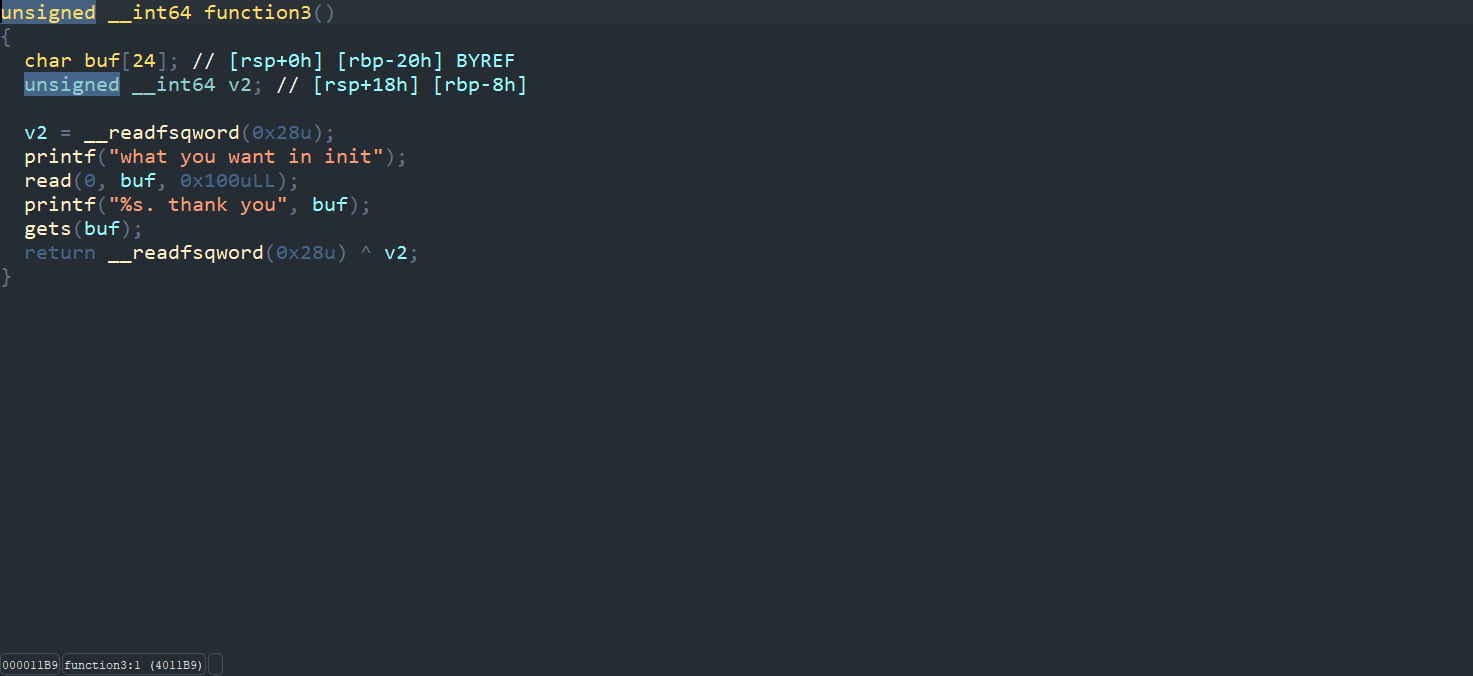 unsigned __int64 function3()
{
  char buf[24]; // [rsp+0h] [rbp-20h] BYREF
  unsigned __int64 v2; // [rsp+18h] [rbp-8h]

  v2 = __readfsqword(0x28u);
  printf("what you want in init");
  read(0, buf, 0x100uLL);
  printf("%s. thank you", buf);
  gets(buf);
  return __readfsqword(0x28u) ^ v2;
}
000011B9 function3:1 (4011B9)